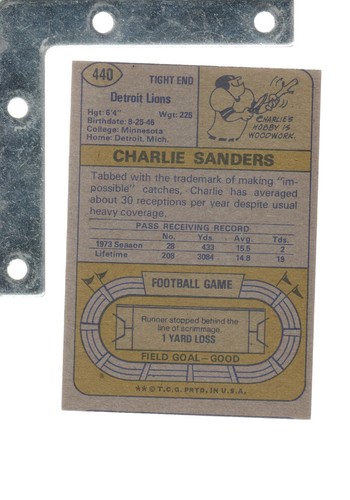 440
TIGHT END
Detroit Lions
Hgt: 6'4" Wgt: 225
Birthdate: 8-25-46
College: Minnesota
Home: Detroit, Mich.
CHARLIE'S
HOBBY IS
WOODWORK.
CHARLIE SANDERS
Tabbed with the trademark of making "im-
possible" catches, Charlie has averaged
about 30 receptions per year despite usual
heavy coverage.
PASS RECEIVING RECORD
No. Yds. Avg. Tds.
1973 Season 28 433 15.5 2
Lifetime 208 3084 14.8 19
FOOTBALL GAME
Runner stopped behind the
line of scrimmage.
1 YARD LOSS
FIELD GOAL—GOOD
★★ © T.C.G. PRTD. IN U.S.A.